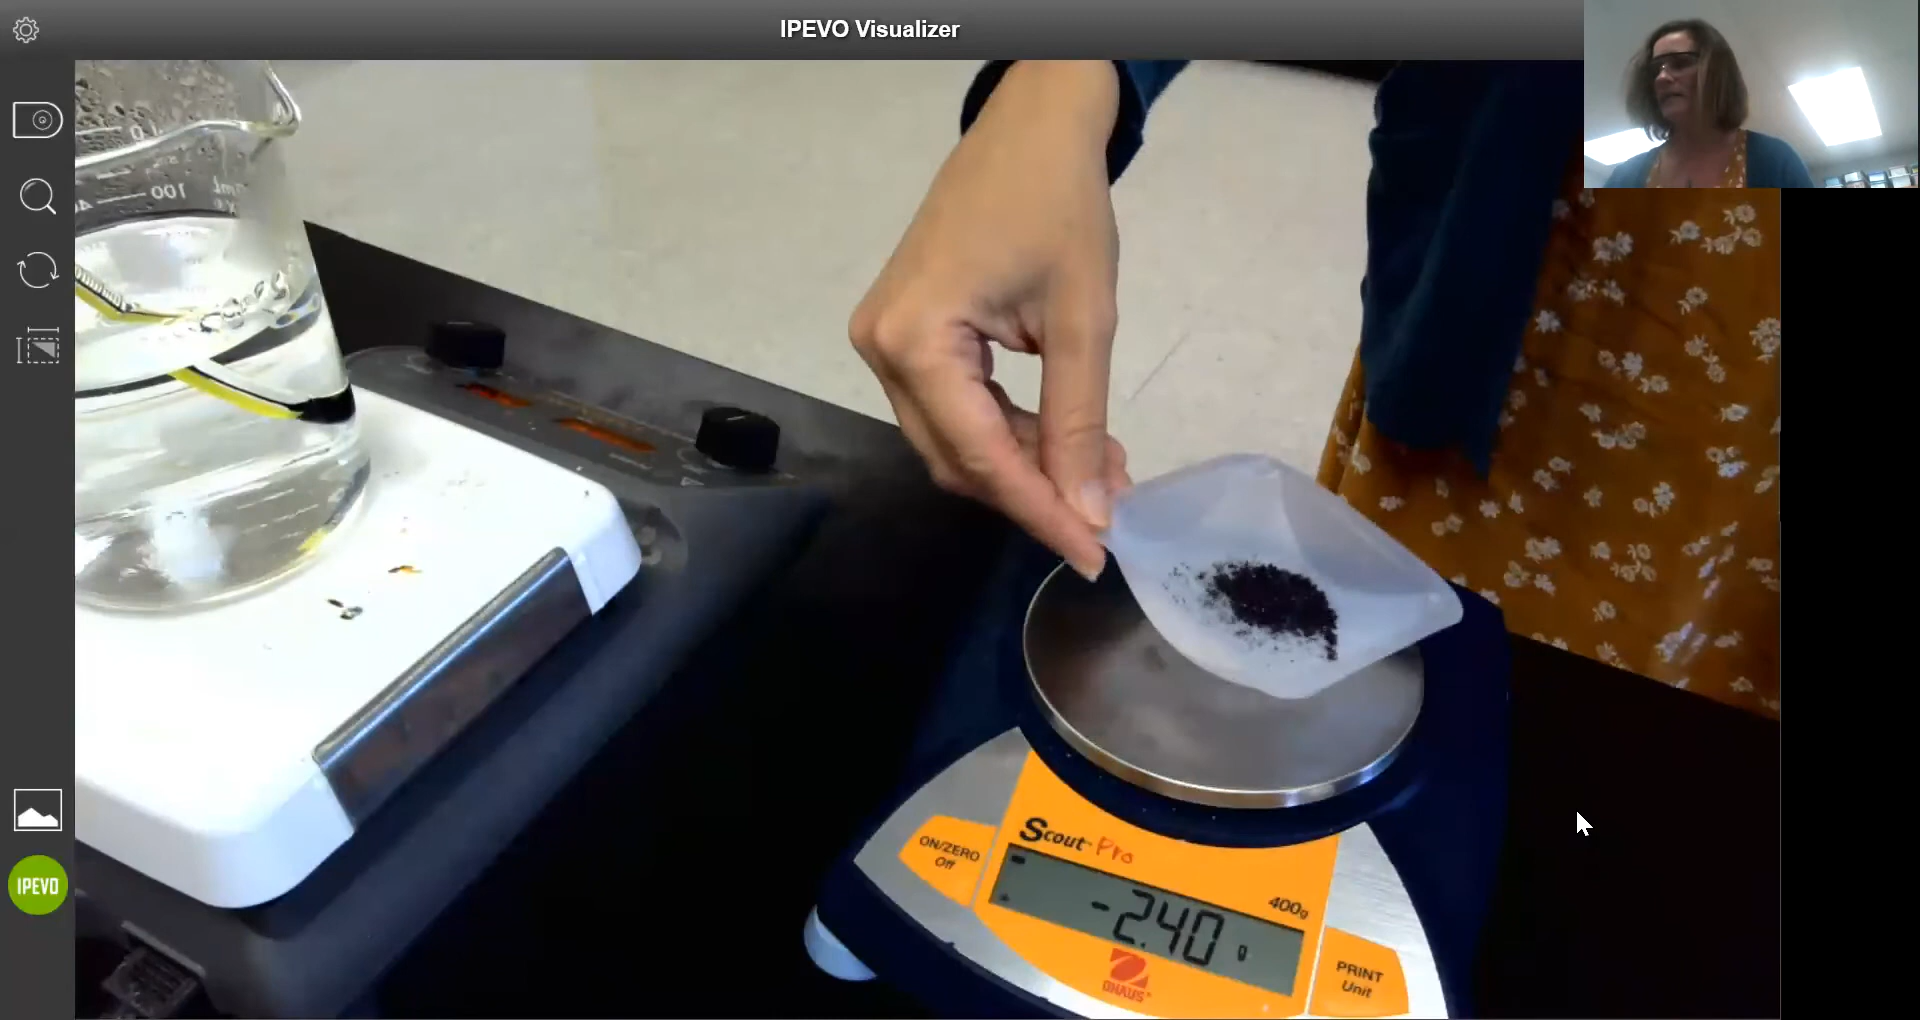 IPEVO Visualizer
100
IPEVO
ON/ZERO
Off
Scout Pro
400g
-2.40 g
OHAUS
PRINT
Unit